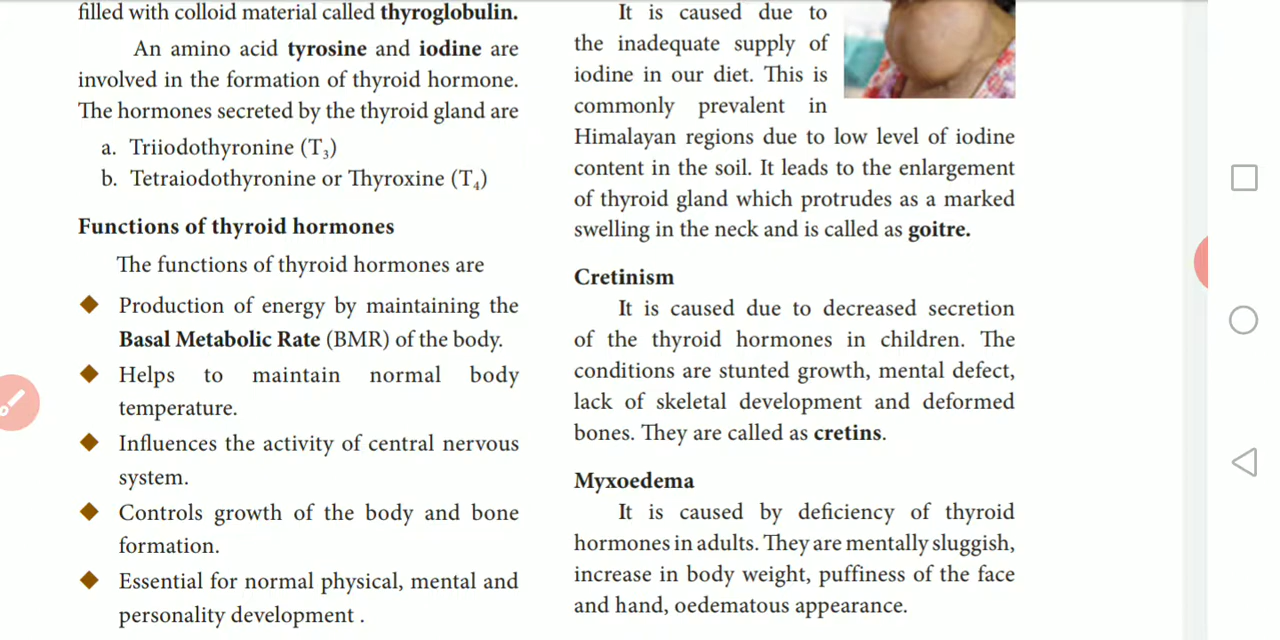 filled with colloid material called thyroglobulin.
An amino acid tyrosine and iodine are
involved in the formation of thyroid hormone.
The hormones secreted by the thyroid gland are
a. Triiodothyronine (T₃)
b. Tetraiodothyronine or Thyroxine (T₄)
Functions of thyroid hormones
The functions of thyroid hormones are
◆ Production of energy by maintaining the
Basal Metabolic Rate (BMR) of the body.
◆ Helps to maintain normal body
temperature.
◆ Influences the activity of central nervous
system.
◆ Controls growth of the body and bone
formation.
◆ Essential for normal physical, mental and
personality development .
It is caused due to
the inadequate supply of
iodine in our diet. This is
commonly prevalent in
Himalayan regions due to low level of iodine
content in the soil. It leads to the enlargement
of thyroid gland which protrudes as a marked
swelling in the neck and is called as goitre.
Cretinism
It is caused due to decreased secretion
of the thyroid hormones in children. The
conditions are stunted growth, mental defect,
lack of skeletal development and deformed
bones. They are called as cretins.
Myxoedema
It is caused by deficiency of thyroid
hormones in adults. They are mentally sluggish,
increase in body weight, puffiness of the face
and hand, oedematous appearance.